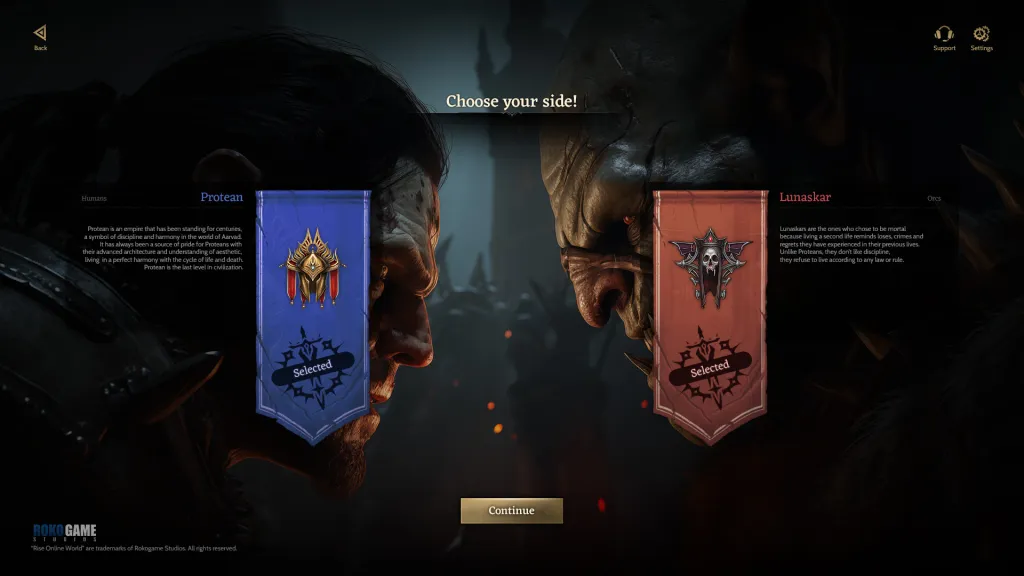 Back
Support
Settings
Choose your side!
Humans
Protean
Protean is an empire that has been standing for centuries,
a symbol of discipline and harmony in the world of Aarvad.
It has always been a source of pride for Proteans with
their advanced architecture and understanding of aesthetic,
living in a perfect harmony with the cycle of life and death.
Protean is the last level in civilization.
Selected
Lunaskar
Orcs
Lunaskars are the ones who chose to be mortal
because living a second life reminds loses, crimes and
regrets they have experienced in their previous lives.
Unlike Proteans, they don't like discipline,
they refuse to live according to any law or rule.
Selected
Continue
ROKOGAME
STUDIOS
"Rise Online World" are trademarks of Rokogame Studios. All rights reserved.